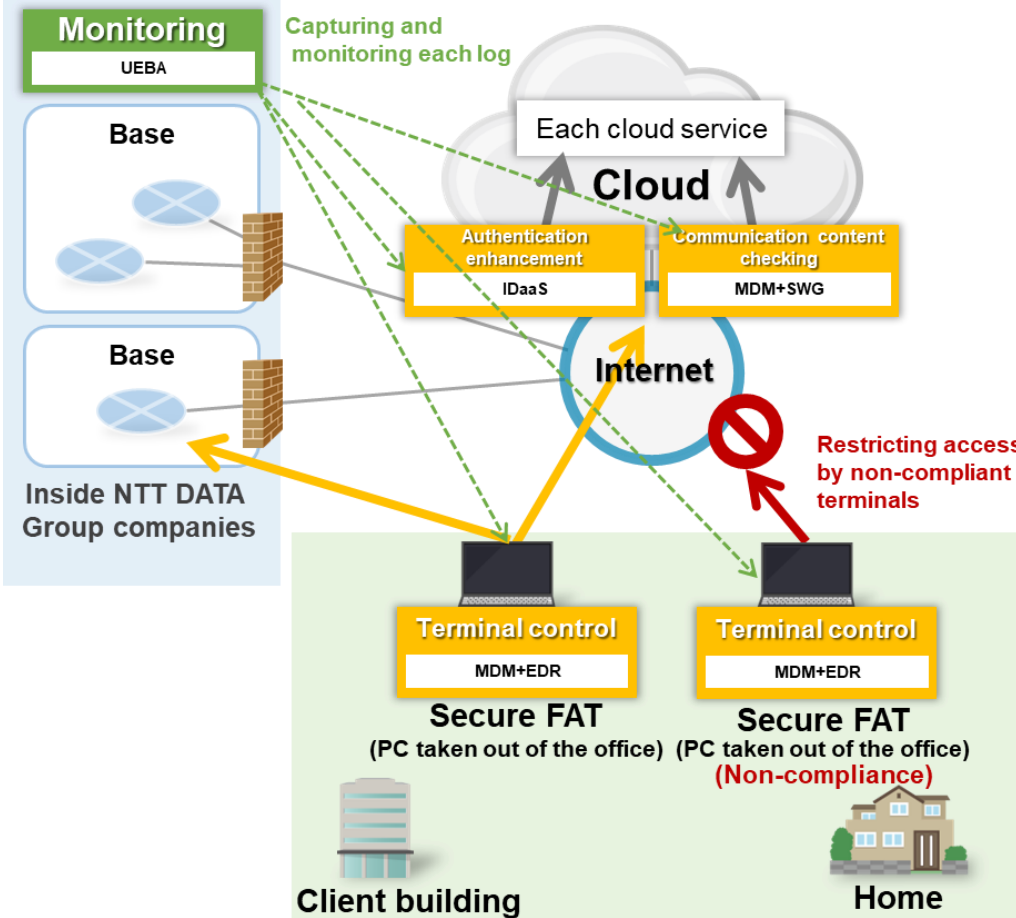 Monitoring
UEBA
Capturing and
monitoring each log
Base
Each cloud service
Cloud
Authentication
enhancement
IDaaS
Communication content
checking
MDM+SWG
Base
Internet
Restricting access
by non-compliant
terminals
Inside NTT DATA
Group companies
Terminal control
MDM+EDR
Secure FAT
(PC taken out of the office)
Terminal control
MDM+EDR
Secure FAT
(PC taken out of the office)
(Non-compliance)
Client building
Home